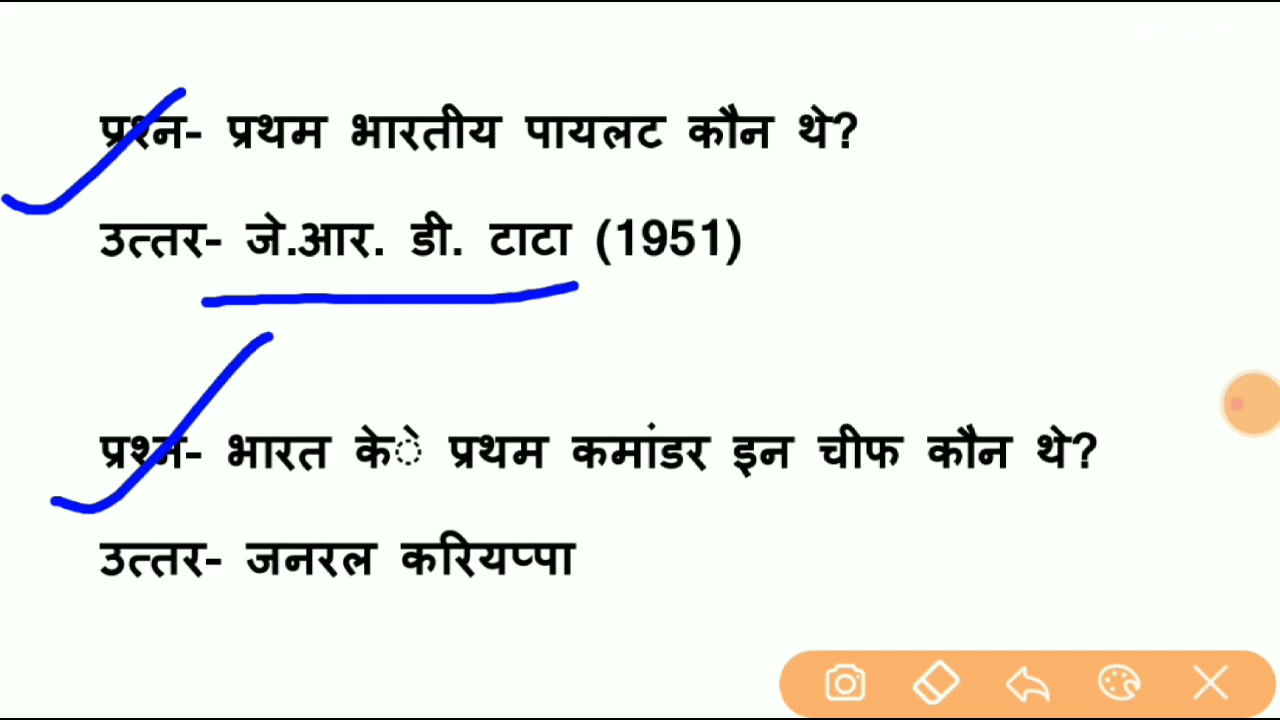 प्रश्न- प्रथम भारतीय पायलट कौन थे?
उत्तर- जे.आर. डी. टाटा (1951)
प्रश्न- भारत केे प्रथम कमांडर इन चीफ कौन थे?
उत्तर- जनरल करियप्पा